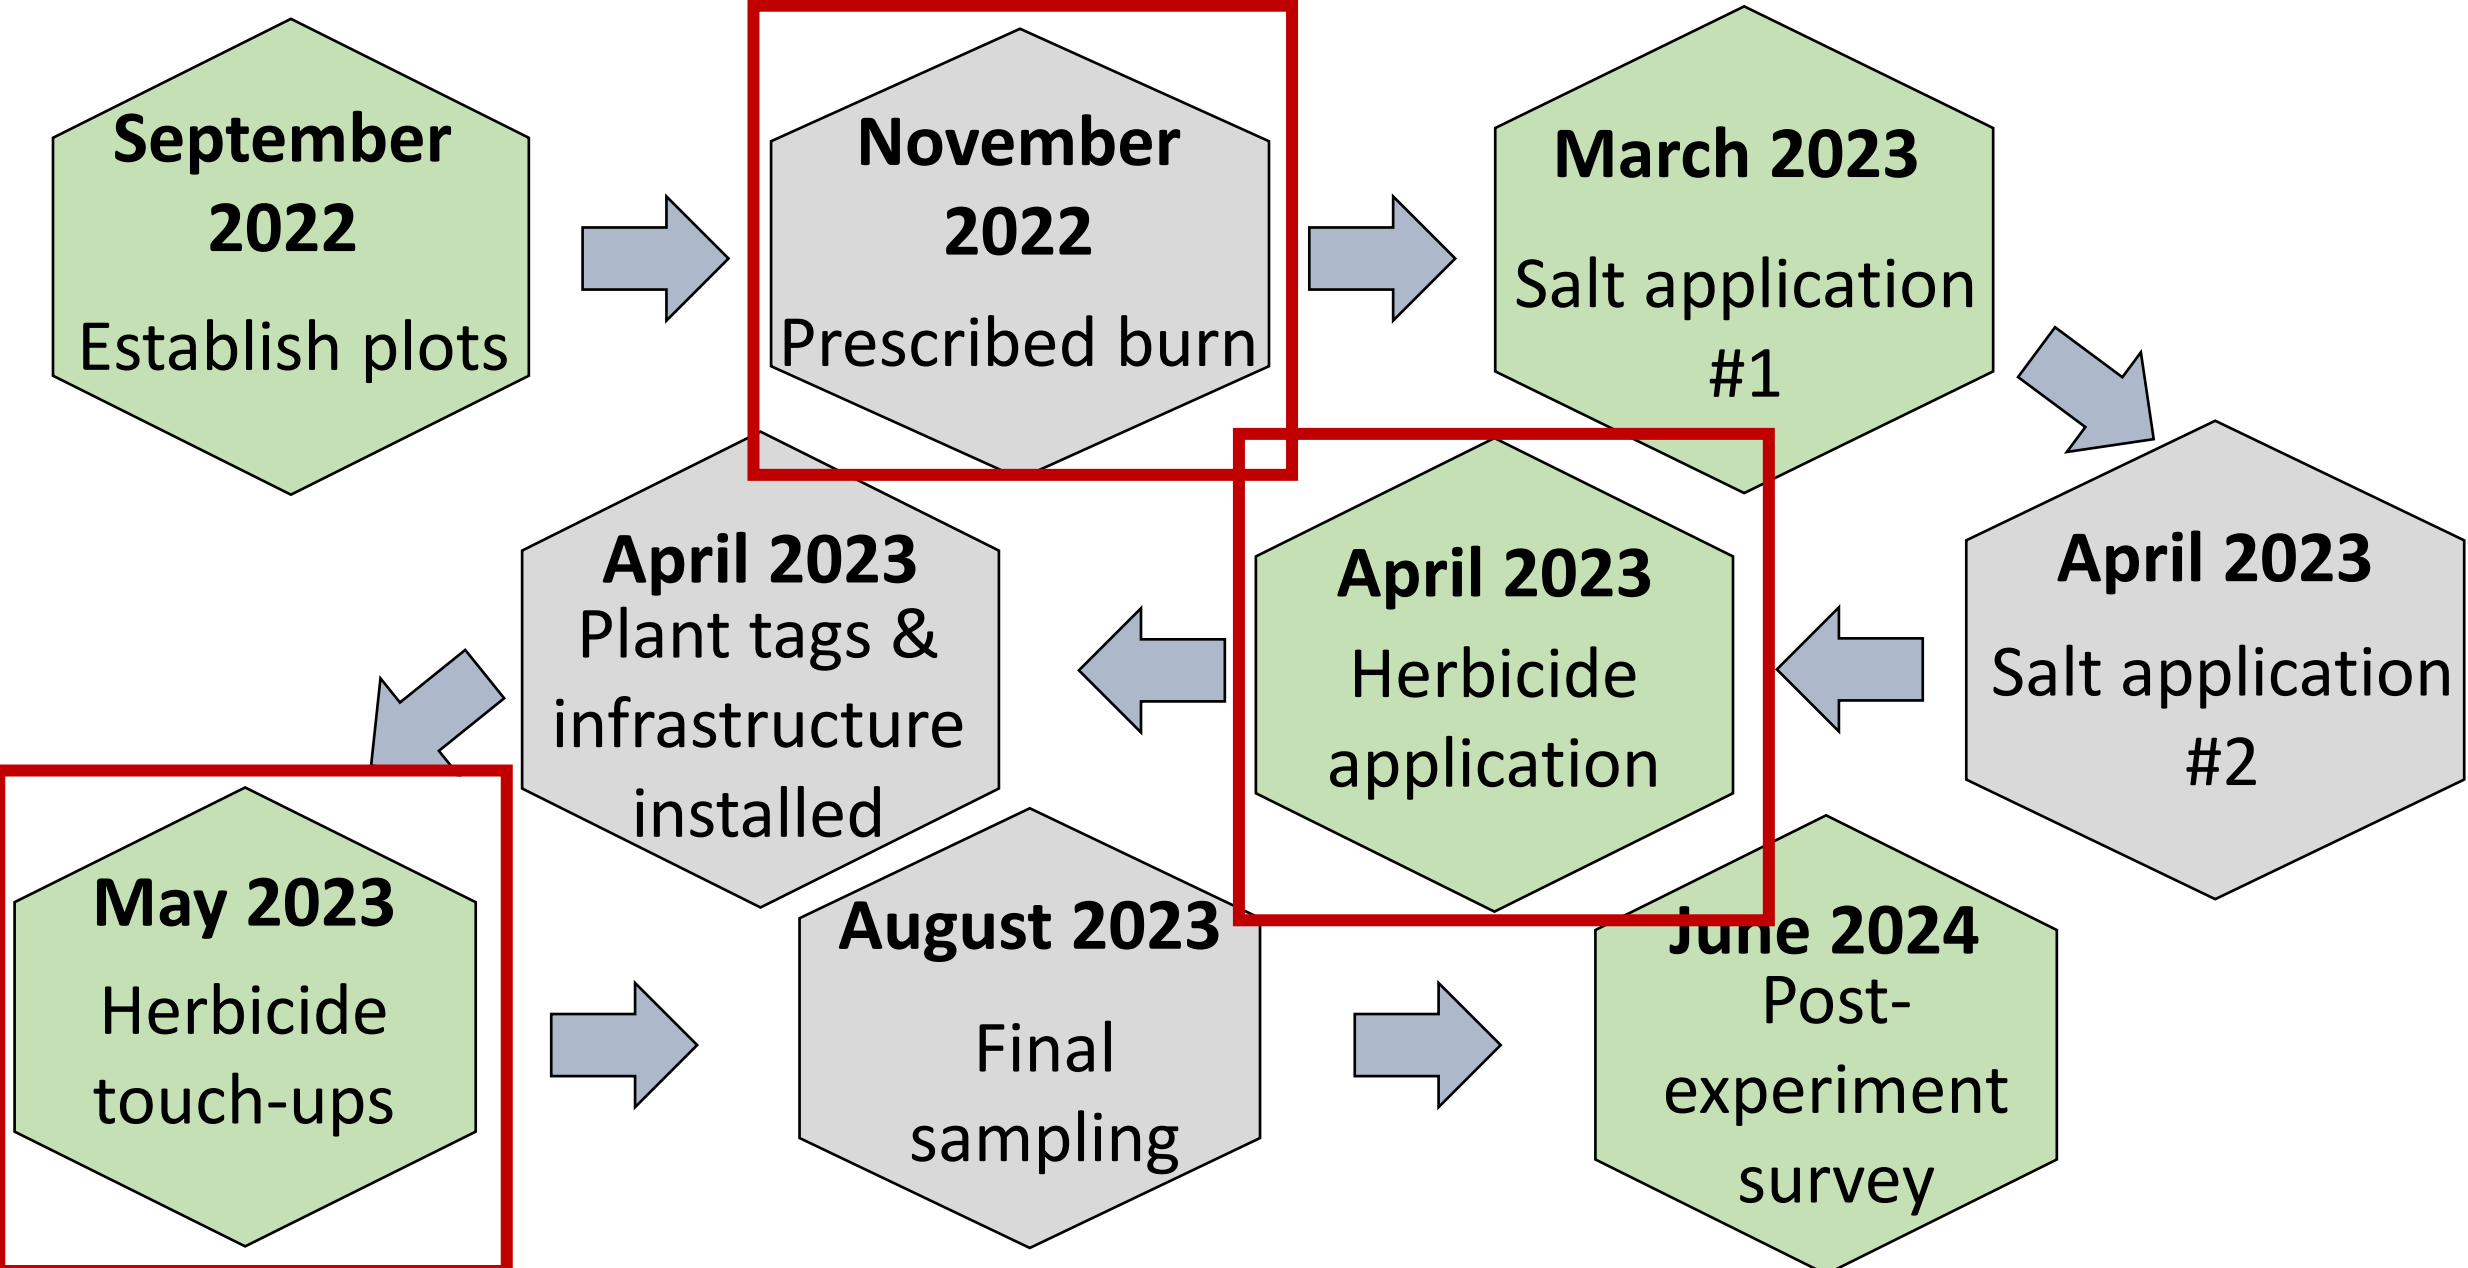 September
2022
Establish plots
November
2022
Prescribed burn
March 2023
Salt application
#1
April 2023
Salt application
#2
April 2023
Herbicide
application
April 2023
Plant tags &
infrastructure
installed
May 2023
Herbicide
touch-ups
August 2023
Final
sampling
June 2024
Post-
experiment
survey